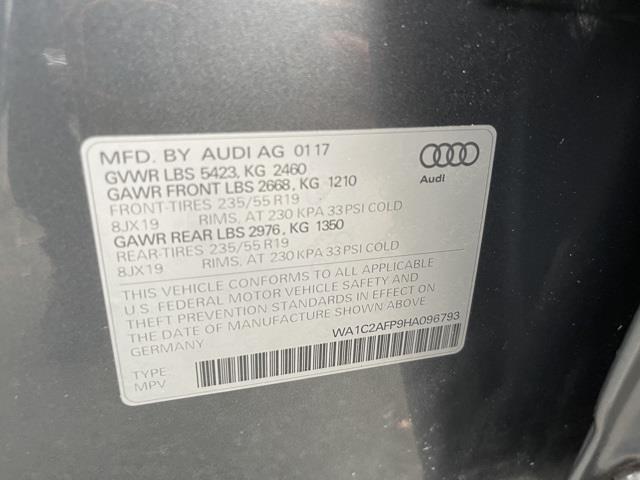 MFD. BY AUDI AG 01 17
GVWR LBS 5423, KG 2460
GAWR FRONT LBS 2668, KG 1210
FRONT-TIRES 235/55 R19
8JX19 RIMS, AT 230 KPA 33 PSI COLD
GAWR REAR LBS 2976, KG 1350
REAR-TIRES 235/55 R19
8JX19 RIMS, AT 230 KPA 33 PSI COLD
Audi
THIS VEHICLE CONFORMS TO ALL APPLICABLE
U.S. FEDERAL MOTOR VEHICLE SAFETY AND
THEFT PREVENTION STANDARDS IN EFFECT ON
THE DATE OF MANUFACTURE SHOWN ABOVE
GERMANY
WA1C2AFP9HA096793
TYPE
MPV